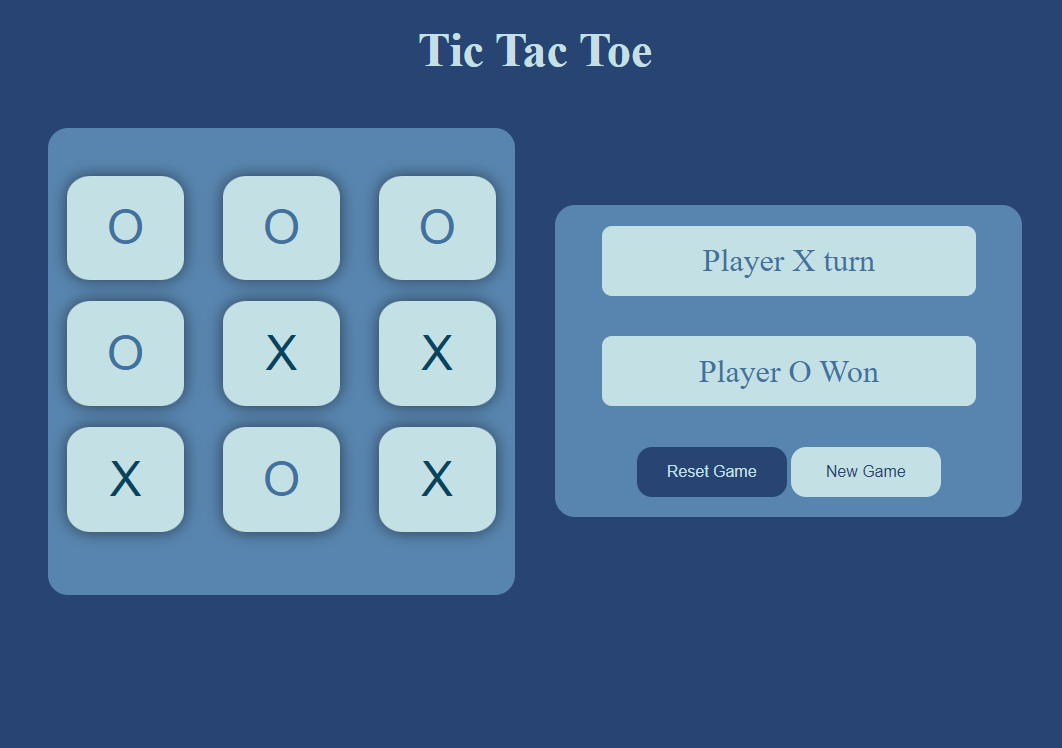 Tic Tac Toe
O O O
O X X
X O X
Player X turn
Player O Won
Reset Game New Game